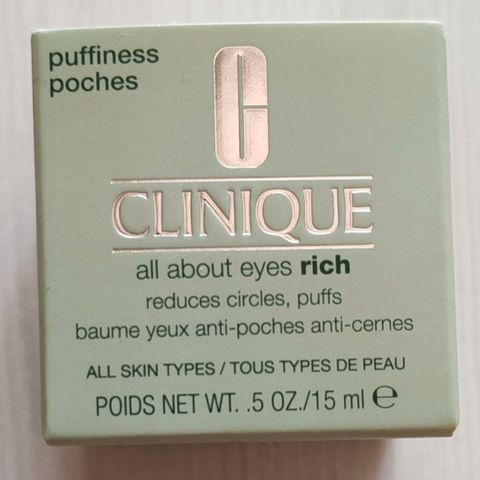 puffiness
poches
C
CLINIQUE
all about eyes rich
reduces circles, puffs
baume yeux anti-poches anti-cernes
ALL SKIN TYPES / TOUS TYPES DE PEAU
POIDS NET WT. .5 OZ./15 ml ℮